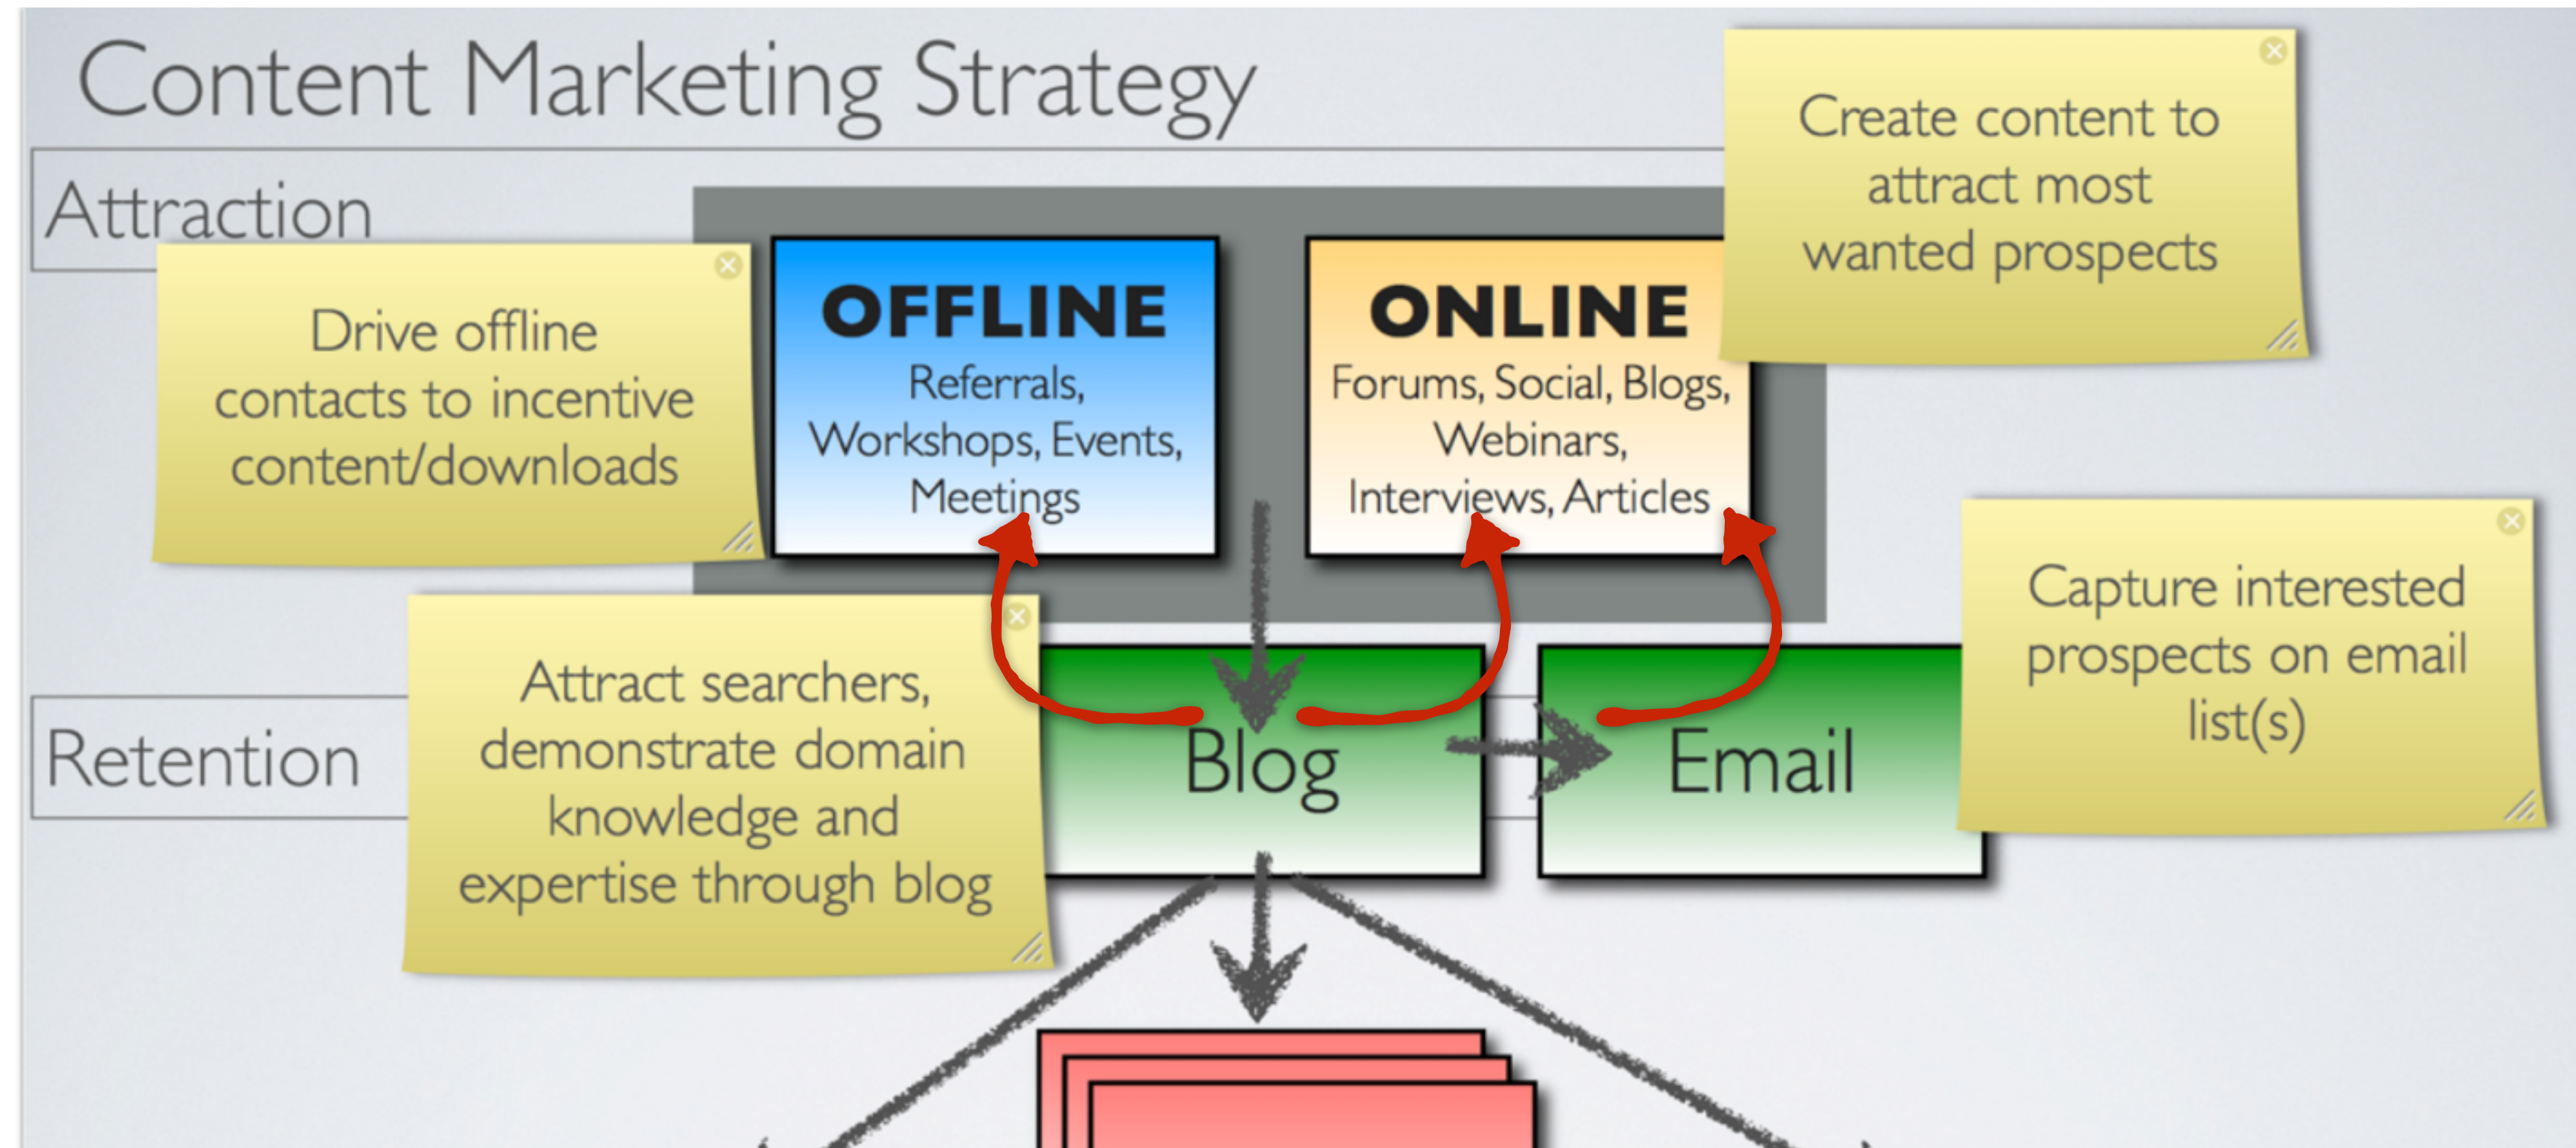 Content Marketing Strategy
Create content to
attract most
wanted prospects
Attraction
Drive offline
contacts to incentive
content/downloads
OFFLINE
Referrals,
Workshops, Events,
Meetings
ONLINE
Forums, Social, Blogs,
Webinars,
Interviews, Articles
Capture interested
prospects on email
list(s)
Attract searchers,
demonstrate domain
knowledge and
expertise through blog
Retention
Blog
Email